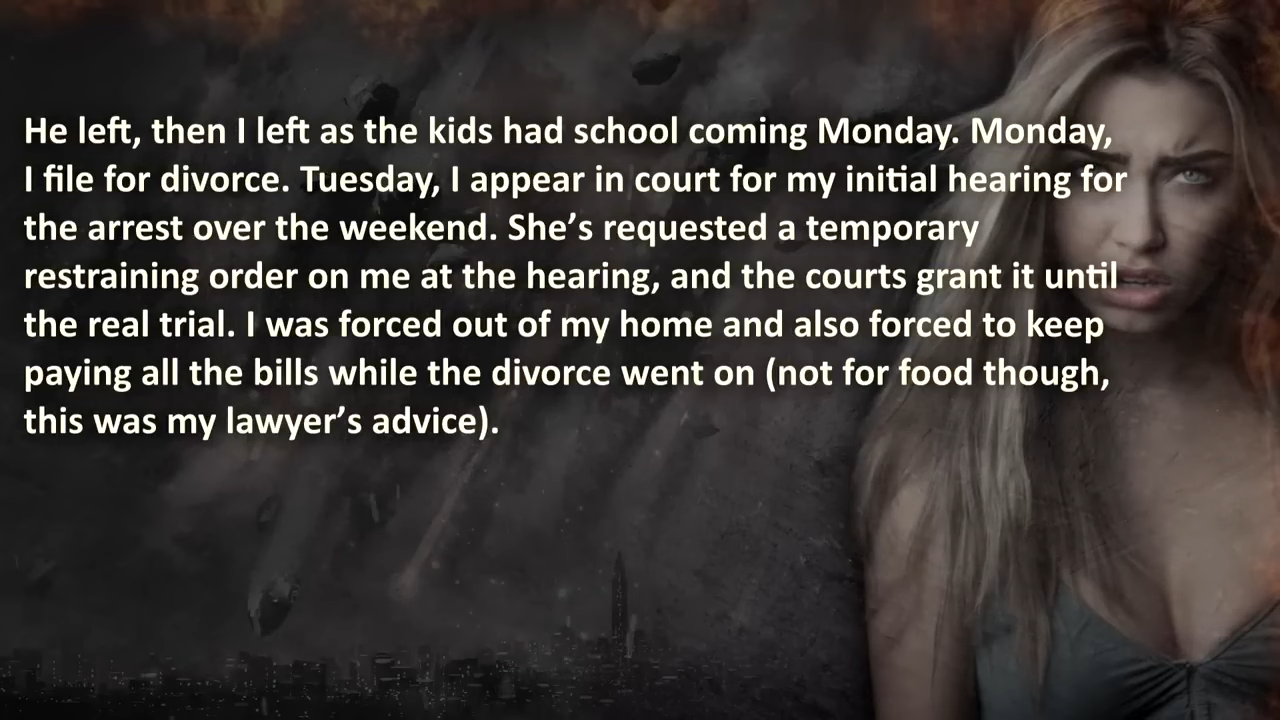 He left, then I left as the kids had school coming Monday. Monday,
I file for divorce. Tuesday, I appear in court for my initial hearing for
the arrest over the weekend. She’s requested a temporary
restraining order on me at the hearing, and the courts grant it until
the real trial. I was forced out of my home and also forced to keep
paying all the bills while the divorce went on (not for food though,
this was my lawyer’s advice).